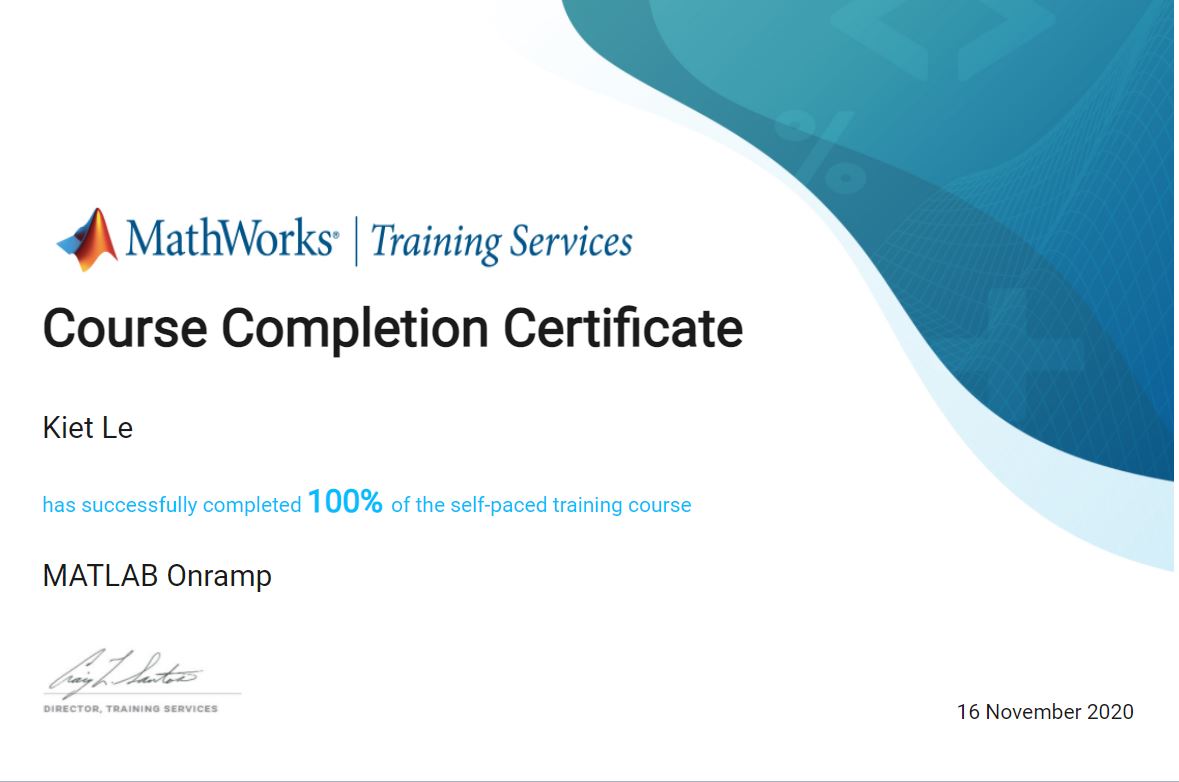 MathWorks® | Training Services
Course Completion Certificate
Kiet Le
has successfully completed 100% of the self-paced training course
MATLAB Onramp
Craig L. Santos
DIRECTOR, TRAINING SERVICES
16 November 2020